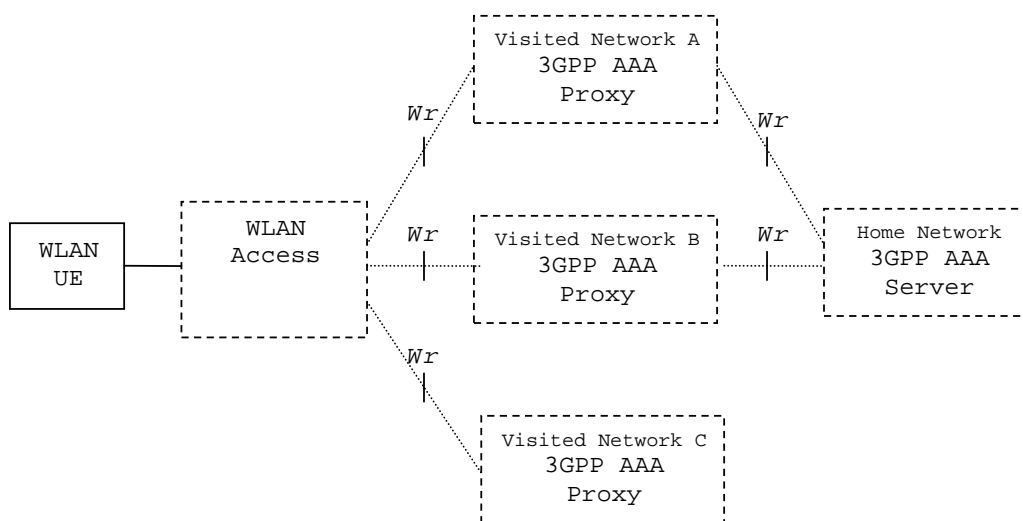 Visited Network A
3GPP AAA
Proxy
Wr
Wr
WLAN
UE
WLAN
Access
Wr
Visited Network B
3GPP AAA
Proxy
Wr
Home Network
3GPP AAA
Server
Wr
Visited Network C
3GPP AAA
Proxy